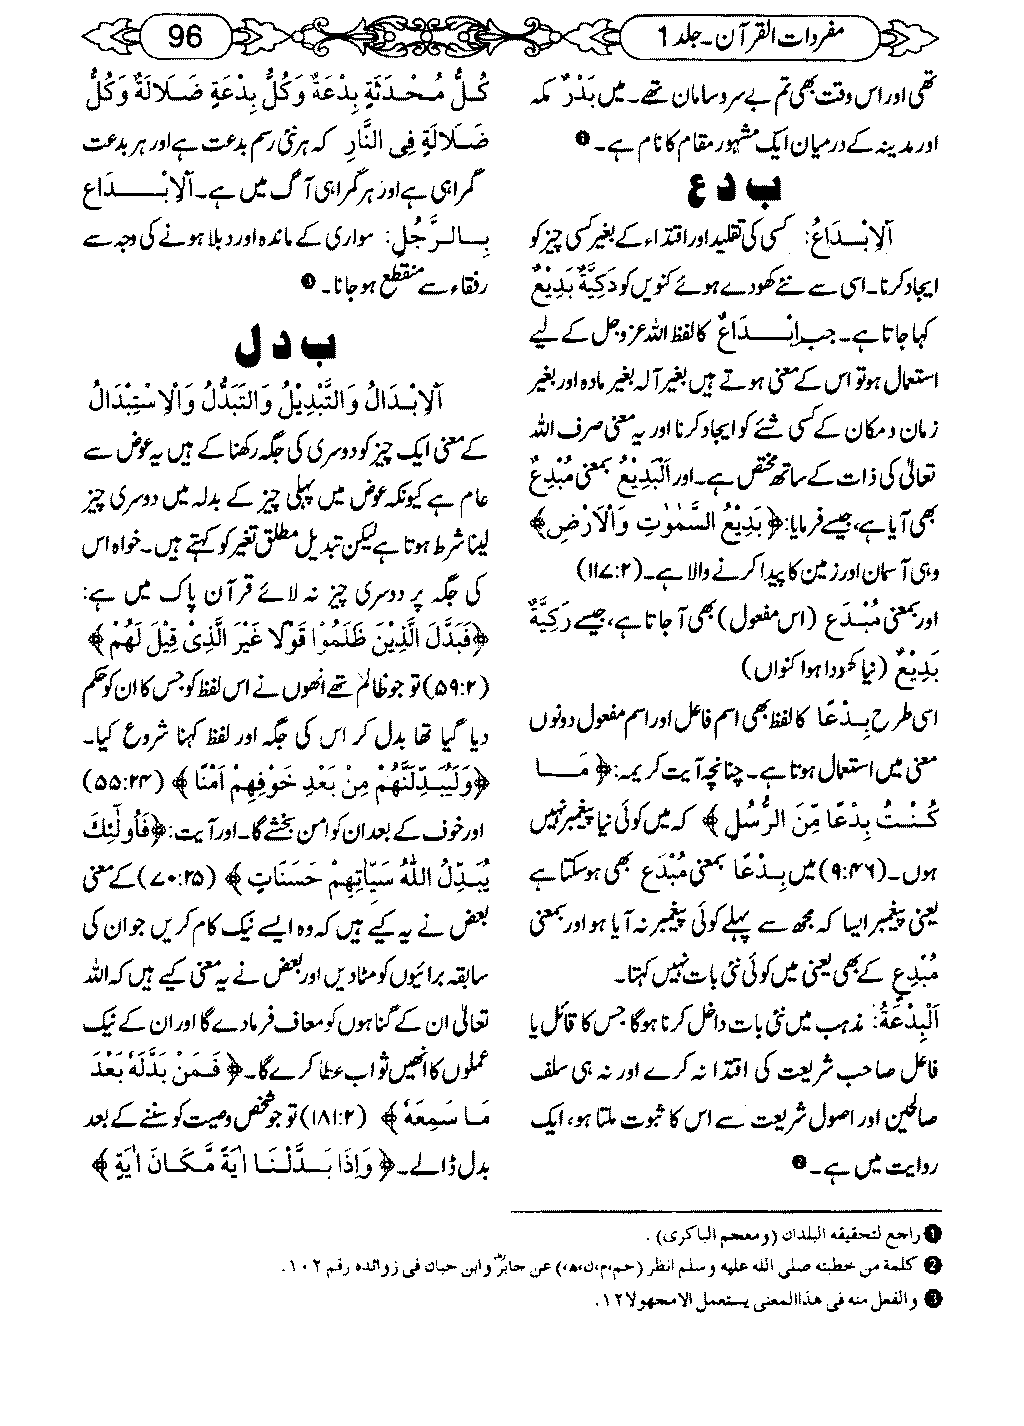 مفردات القرآن۔ جلد 1
96
تھی اور اس وقت بھی تم بے سرو سامان تھے۔ میں بَدْرٌ مکہ
اور مدینہ کے درمیان ایک مشہور مقام کا نام ہے۔❶
ب د ع
اَلْاِبْدَاعُ: کسی کی تقلید اور اقتداء کے بغیر کسی چیز کو
ایجاد کرنا۔ اسی سے نئے کھودے ہوئے کنویں کو رَكِيَّةٌ بَدِيْعٌ
کہا جاتا ہے۔ جب اِبْدَاعٌ کا لفظ اللہ عزوجل کے لیے
استعمال ہو تو اس کے معنی ہوتے ہیں بغیر آلہ بغیر مادہ اور بغیر
زمان و مکان کے کسی شئے کو ایجاد کرنا اور یہ معنی صرف اللہ
تعالیٰ کی ذات کے ساتھ مختص ہے۔ اور اَلْبَدِيْعُ بمعنی مُبْدِعٌ
بھی آیا ہے، جیسے فرمایا: ﴿بَدِيْعُ السَّمٰوٰتِ وَالْاَرْضِ﴾
وہی آسمان اور زمین کا پیدا کرنے والا ہے۔ (۲:۱۱۷)
اور بمعنی مُبْدَع (اس مفعول) بھی آ جاتا ہے، جیسے رَكِيَّةٌ
بَدِيْعٌ (نیا کھودا ہوا کنواں)
اسی طرح بِدْعًا کا لفظ بھی اسم فاعل اور اسم مفعول دونوں
معنی میں استعمال ہوتا ہے۔ چنانچہ آیت کریمہ: ﴿مَا
كُنْتُ بِدْعًا مِّنَ الرُّسُلِ﴾ کہ میں کوئی نیا پیغمبر نہیں
ہوں۔ (۴۶:۹) میں بِدْعًا بمعنی مُبْدَع بھی ہوسکتا ہے
یعنی پیغمبر ایسا کہ مجھ سے پہلے کوئی پیغمبر نہ آیا ہو اور بمعنی
مُبْدِع کے بھی یعنی میں کوئی نئی بات نہیں کہتا۔
اَلْبِدْعَةُ: مذہب میں نئی بات داخل کرنا ہوگا جس کا قائل یا
فاعل صاحب شریعت کی اقتدا نہ کرے اور نہ ہی سلف
صالحین اور اصول شریعت سے اس کا ثبوت ملتا ہو، ایک
روایت میں ہے۔❷
كُلُّ مُحْدَثَةٍ بِدْعَةٌ وَكُلُّ بِدْعَةٍ ضَلَالَةٌ وَكُلُّ
ضَلَالَةٍ فِي النَّارِ کہ ہر نئی رسم بدعت ہے اور ہر بدعت
گمراہی ہے اور ہر گمراہی آگ میں ہے۔ اَلْاِبْدَاع
بِالرَّجُلِ: سواری کے ماندہ اور دبلا ہونے کی وجہ سے
رفقاء سے منقطع ہو جانا۔❸
ب د ل
اَلْاِبْدَالُ وَالتَّبْدِيْلُ وَالتَّبَدُّلُ وَالْاِسْتِبْدَالُ
کے معنی ایک چیز کو دوسری کی جگہ رکھنا کے ہیں یہ عوض سے
عام ہے کیونکہ عوض میں پہلی چیز کے بدلہ میں دوسری چیز
لینا شرط ہوتا ہے لیکن تبدیل مطلق تغیر کو کہتے ہیں۔ خواہ اس
کی جگہ پر دوسری چیز نہ لائے قرآن پاک میں ہے:
﴿فَبَدَّلَ الَّذِيْنَ ظَلَمُوْا قَوْلًا غَيْرَ الَّذِيْ قِيْلَ لَهُمْ﴾
(۲:۵۹) تو جو ظالم تھے انھوں نے اس لفظ کو جس کا ان کو حکم
دیا گیا تھا بدل کر اس کی جگہ اور لفظ کہنا شروع کیا۔
﴿وَلَيُبَدِّلَنَّهُمْ مِّنْ بَعْدِ خَوْفِهِمْ اَمْنًا﴾ (۲۴:۵۵)
اور خوف کے بعد ان کو امن بخشے گا۔ اور آیت: ﴿فَاُولٰٓئِكَ
يُبَدِّلُ اللّٰهُ سَيِّاٰتِهِمْ حَسَنَاتٍ﴾ (۲۵:۷۰) کے معنی
بعض نے یہ کیے ہیں کہ وہ ایسے نیک کام کریں جو ان کی
سابقہ برائیوں کو مٹا دیں اور بعض نے یہ معنی کیے ہیں کہ اللہ
تعالیٰ ان کے گناہوں کو معاف فرما دے گا اور ان کے نیک
عملوں کا انھیں ثواب عطا کرے گا۔ ﴿فَمَنْ بَدَّلَهٗ بَعْدَ
مَا سَمِعَهٗ﴾ (۲:۱۸۱) تو جو شخص وصیت کو سننے کے بعد
بدل ڈالے۔ ﴿وَاِذَا بَدَّلْنَا اٰيَةً مَّكَانَ اٰيَةٍ﴾
❶ راجع لتحقيقه البلدان (ومعجم الباكرى).
❷ كلمة من خطبته صلى الله عليه وسلم انظر (حم،م،ن،ه،) عن جابرؓ وابن حبان في زوائده رقم ۱۰۲.
❸ والفعل منه في هذا المعنى يستعمل الا مجهولا ۱۲.